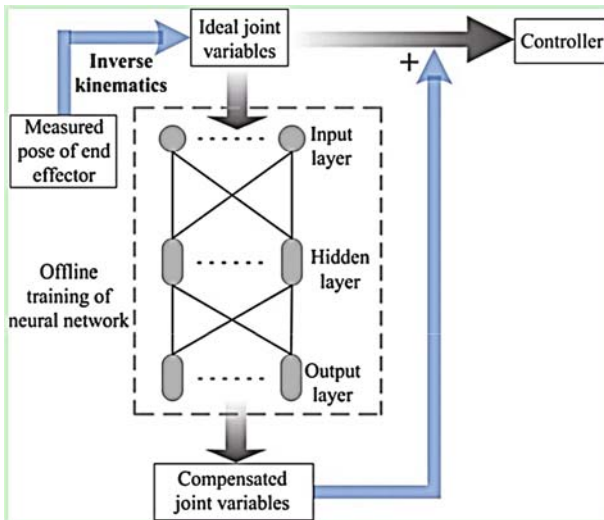 Ideal joint
variables
Controller
Inverse
kinematics
+
Measured
pose of end
effector
Input
layer
Hidden
layer
Offline
training of
neural network
Output
layer
Compensated
joint variables